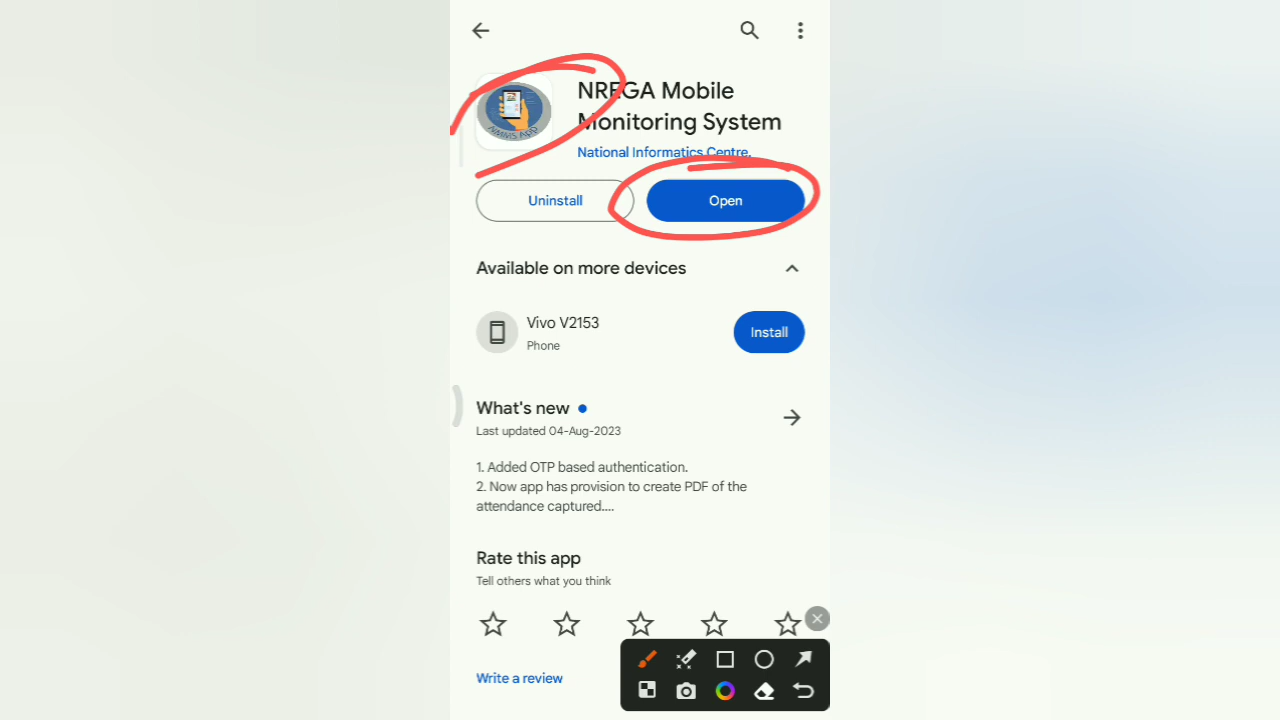 NREGA Mobile
Monitoring System
National Informatics Centre.
NMMS APP
Uninstall
Open
Available on more devices
Vivo V2153
Phone
Install
What's new
Last updated 04-Aug-2023
1. Added OTP based authentication.
2. Now app has provision to create PDF of the
attendance captured....
Rate this app
Tell others what you think
Write a review